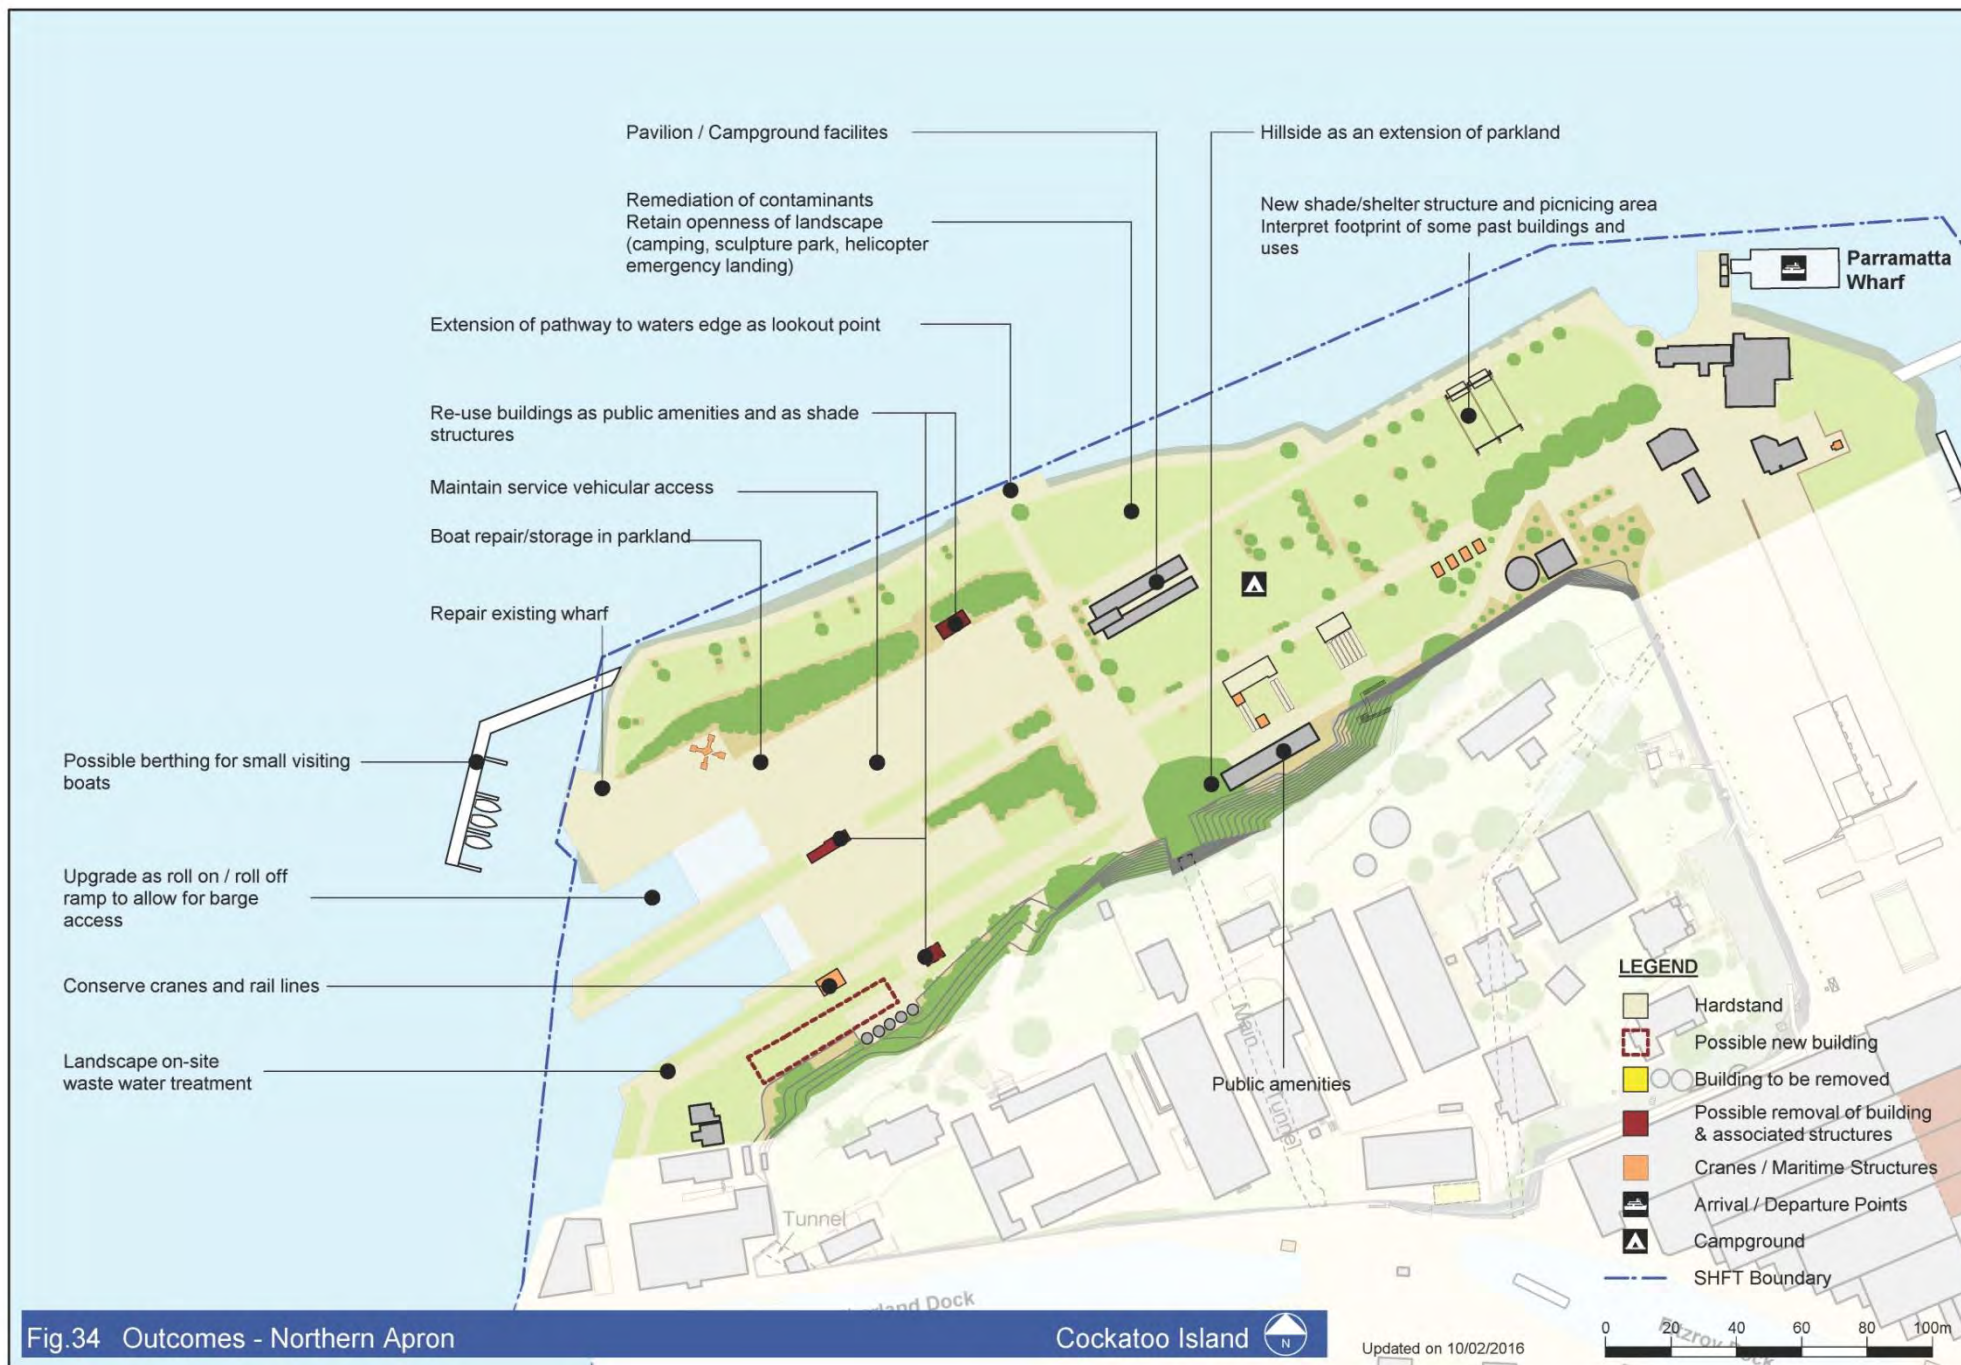 Pavilion / Campground facilites
Hillside as an extension of parkland
Remediation of contaminants
Retain openness of landscape
(camping, sculpture park, helicopter
emergency landing)
New shade/shelter structure and picnicing area
Interpret footprint of some past buildings and
uses
Parramatta
Wharf
Extension of pathway to waters edge as lookout point
Re-use buildings as public amenities and as shade
structures
Maintain service vehicular access
Boat repair/storage in parkland
Repair existing wharf
Possible berthing for small visiting
boats
Upgrade as roll on / roll off
ramp to allow for barge
access
Conserve cranes and rail lines
Landscape on-site
waste water treatment
Public amenities
Main Tunnel
Tunnel
LEGEND
Hardstand
Possible new building
Building to be removed
Possible removal of building
& associated structures
Cranes / Maritime Structures
Arrival / Departure Points
Campground
SHFT Boundary
Dock
Fitzroy Dock
0 20 40 60 80 100m
Fig.34 Outcomes - Northern Apron
Cockatoo Island
N
Updated on 10/02/2016